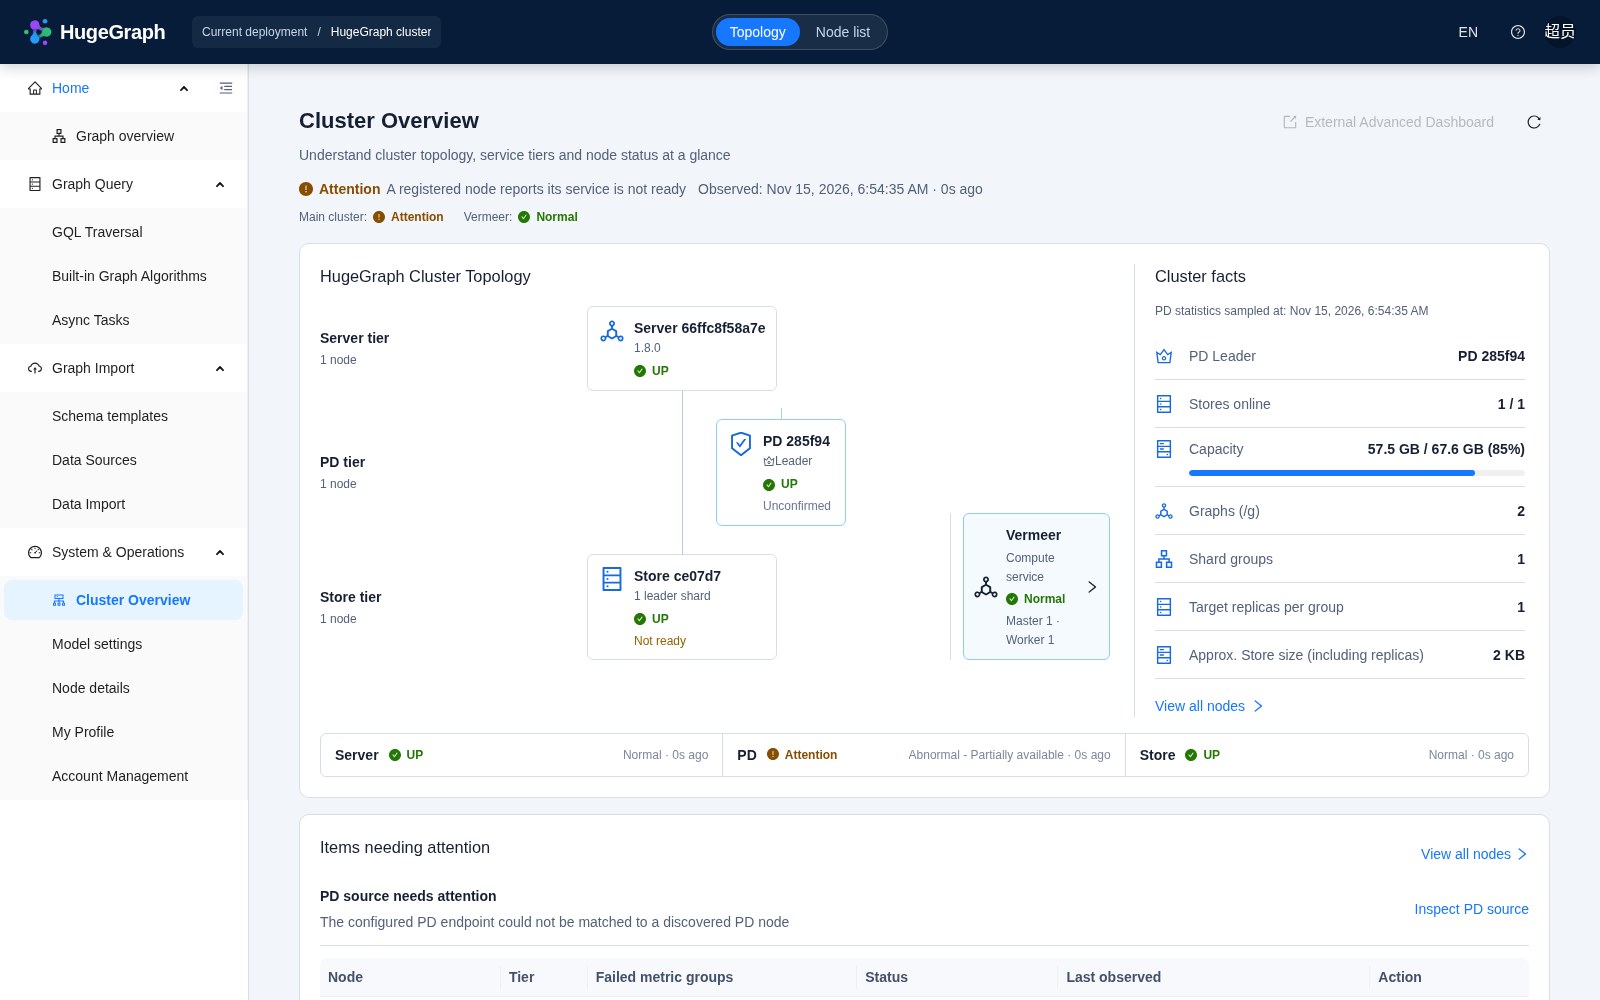 HugeGraph
Current deployment / HugeGraph cluster
Topology
Node list
EN
超员
Home
Graph overview
Graph Query
GQL Traversal
Built-in Graph Algorithms
Async Tasks
Graph Import
Schema templates
Data Sources
Data Import
System & Operations
Cluster Overview
Model settings
Node details
My Profile
Account Management
Cluster Overview
External Advanced Dashboard
Understand cluster topology, service tiers and node status at a glance
Attention A registered node reports its service is not ready Observed: Nov 15, 2026, 6:54:35 AM · 0s ago
Main cluster: Attention Vermeer: Normal
HugeGraph Cluster Topology
Server tier
1 node
Server 66ffc8f58a7e
1.8.0
UP
PD tier
1 node
PD 285f94
Leader
UP
Unconfirmed
Store tier
1 node
Store ce07d7
1 leader shard
UP
Not ready
Vermeer
Compute
service
Normal
Master 1 ·
Worker 1
Cluster facts
PD statistics sampled at: Nov 15, 2026, 6:54:35 AM
PD Leader PD 285f94
Stores online 1 / 1
Capacity 57.5 GB / 67.6 GB (85%)
Graphs (/g) 2
Shard groups 1
Target replicas per group 1
Approx. Store size (including replicas) 2 KB
View all nodes
Server UP Normal · 0s ago
PD Attention Abnormal - Partially available · 0s ago
Store UP Normal · 0s ago
Items needing attention
View all nodes
PD source needs attention
The configured PD endpoint could not be matched to a discovered PD node
Inspect PD source
Node Tier Failed metric groups Status Last observed Action